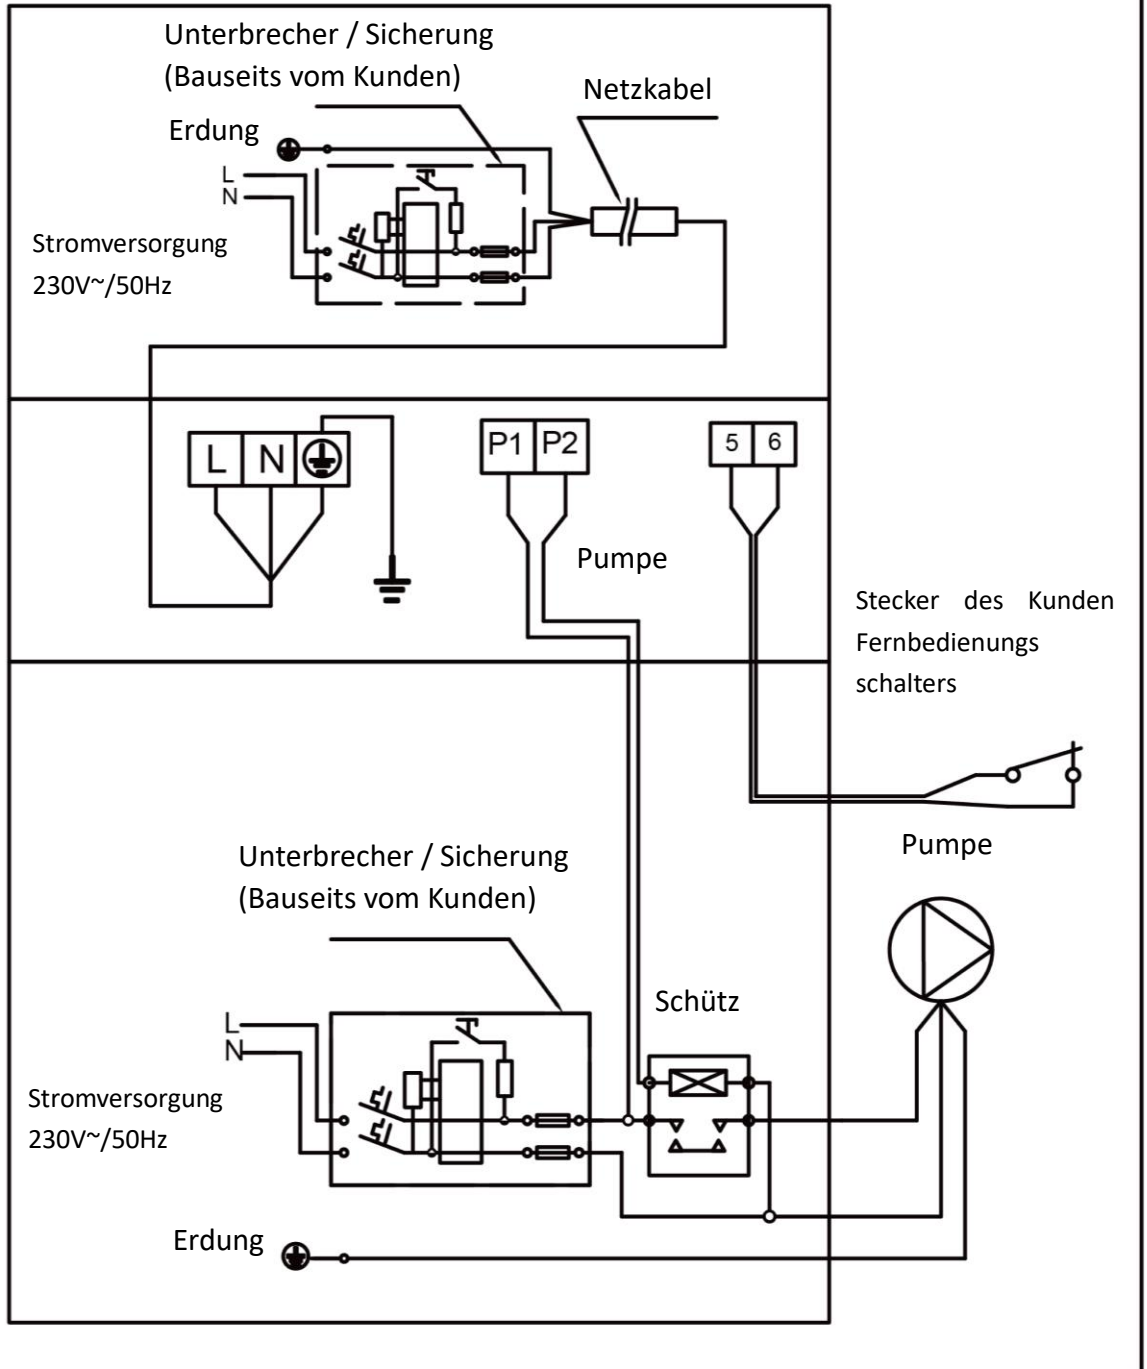 Unterbrecher / Sicherung
(Bauseits vom Kunden)
Netzkabel
Erdung
L
N
Stromversorgung
230V~/50Hz
L N
P1 P2
5 6
Pumpe
Stecker des Kunden
Fernbedienungs
schalters
Pumpe
Unterbrecher / Sicherung
(Bauseits vom Kunden)
Schütz
L
N
Stromversorgung
230V~/50Hz
Erdung